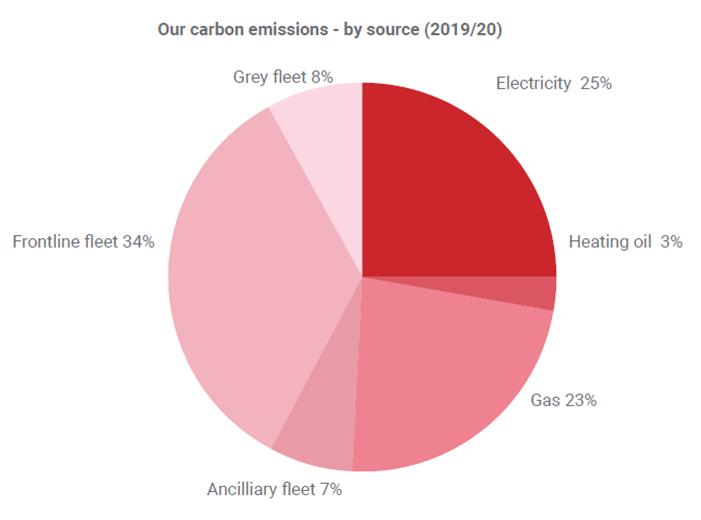 Our carbon emissions - by source (2019/20)
Grey fleet 8%
Electricity 25%
Frontline fleet 34%
Heating oil 3%
Gas 23%
Ancilliary fleet 7%